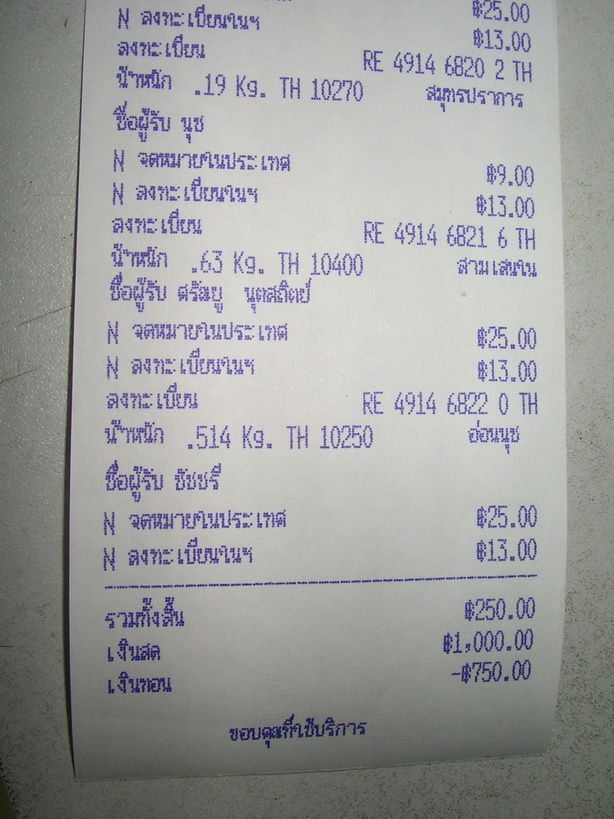 ฿25.00
N ลงทะเบียนในฯ ฿13.00
ลงทะเบียน RE 4914 6820 2 TH
น้ำหนัก .19 Kg. TH 10270 สมุทรปราการ
ชื่อผู้รับ นุช
N จดหมายในประเทศ ฿9.00
N ลงทะเบียนในฯ ฿13.00
ลงทะเบียน RE 4914 6821 6 TH
น้ำหนัก .63 Kg. TH 10400 สามเสนใน
ชื่อผู้รับ ศรัณยู นุตสถิตย์
N จดหมายในประเทศ ฿25.00
N ลงทะเบียนในฯ ฿13.00
ลงทะเบียน RE 4914 6822 0 TH
น้ำหนัก .514 Kg. TH 10250 อ่อนนุช
ชื่อผู้รับ ชัชชรี
N จดหมายในประเทศ ฿25.00
N ลงทะเบียนในฯ ฿13.00
รวมทั้งสิ้น ฿250.00
เงินสด ฿1,000.00
เงินทอน -฿750.00
ขอบคุณที่ใช้บริการ